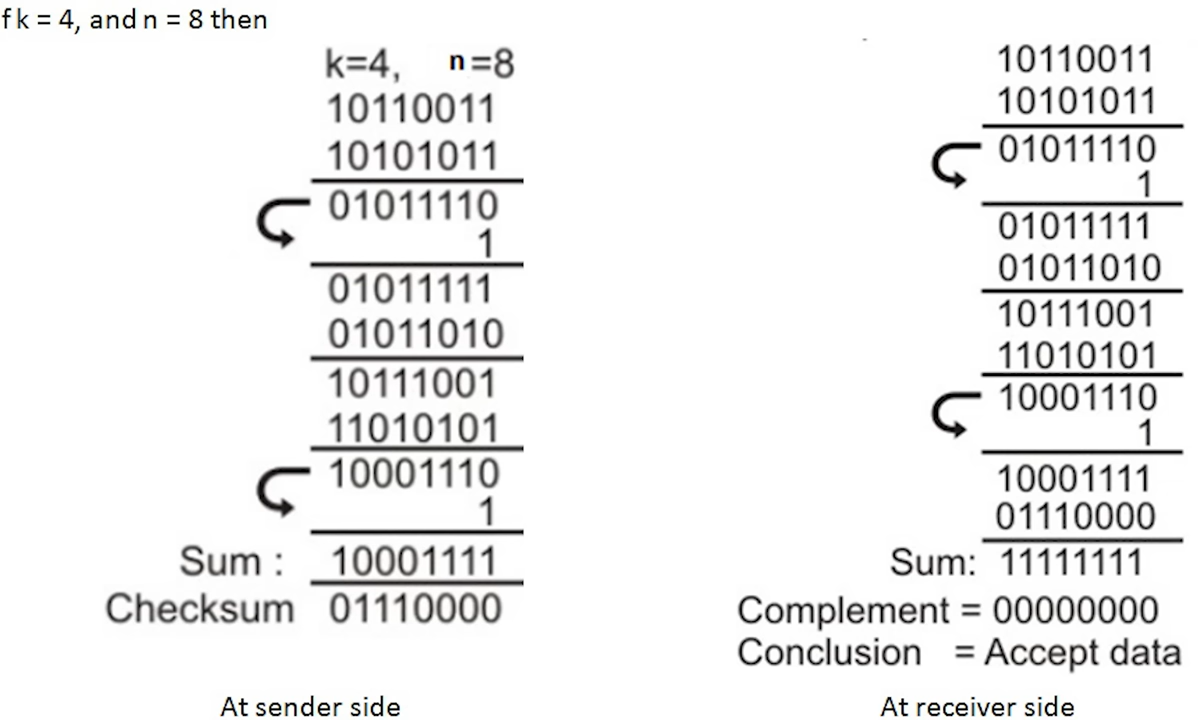 f k = 4, and n = 8 then
k=4, n=8
10110011
10101011
01011110
1
01011111
01011010
10111001
11010101
10001110
1
Sum : 10001111
Checksum 01110000
At sender side
10110011
10101011
01011110
1
01011111
01011010
10111001
11010101
10001110
1
10001111
01110000
Sum: 11111111
Complement = 00000000
Conclusion = Accept data
At receiver side